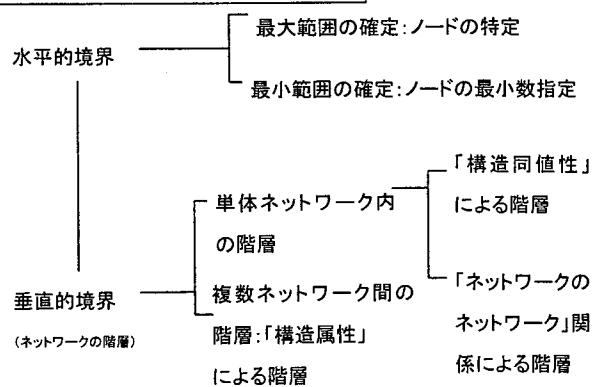 最大範囲の確定:ノードの特定
水平的境界
最小範囲の確定:ノードの最小数指定
「構造同値性」
による階層
単体ネットワーク内
の階層
「ネットワークの
ネットワーク」関
係による階層
垂直的境界
(ネットワークの階層)
複数ネットワーク間の
階層:「構造属性」
による階層